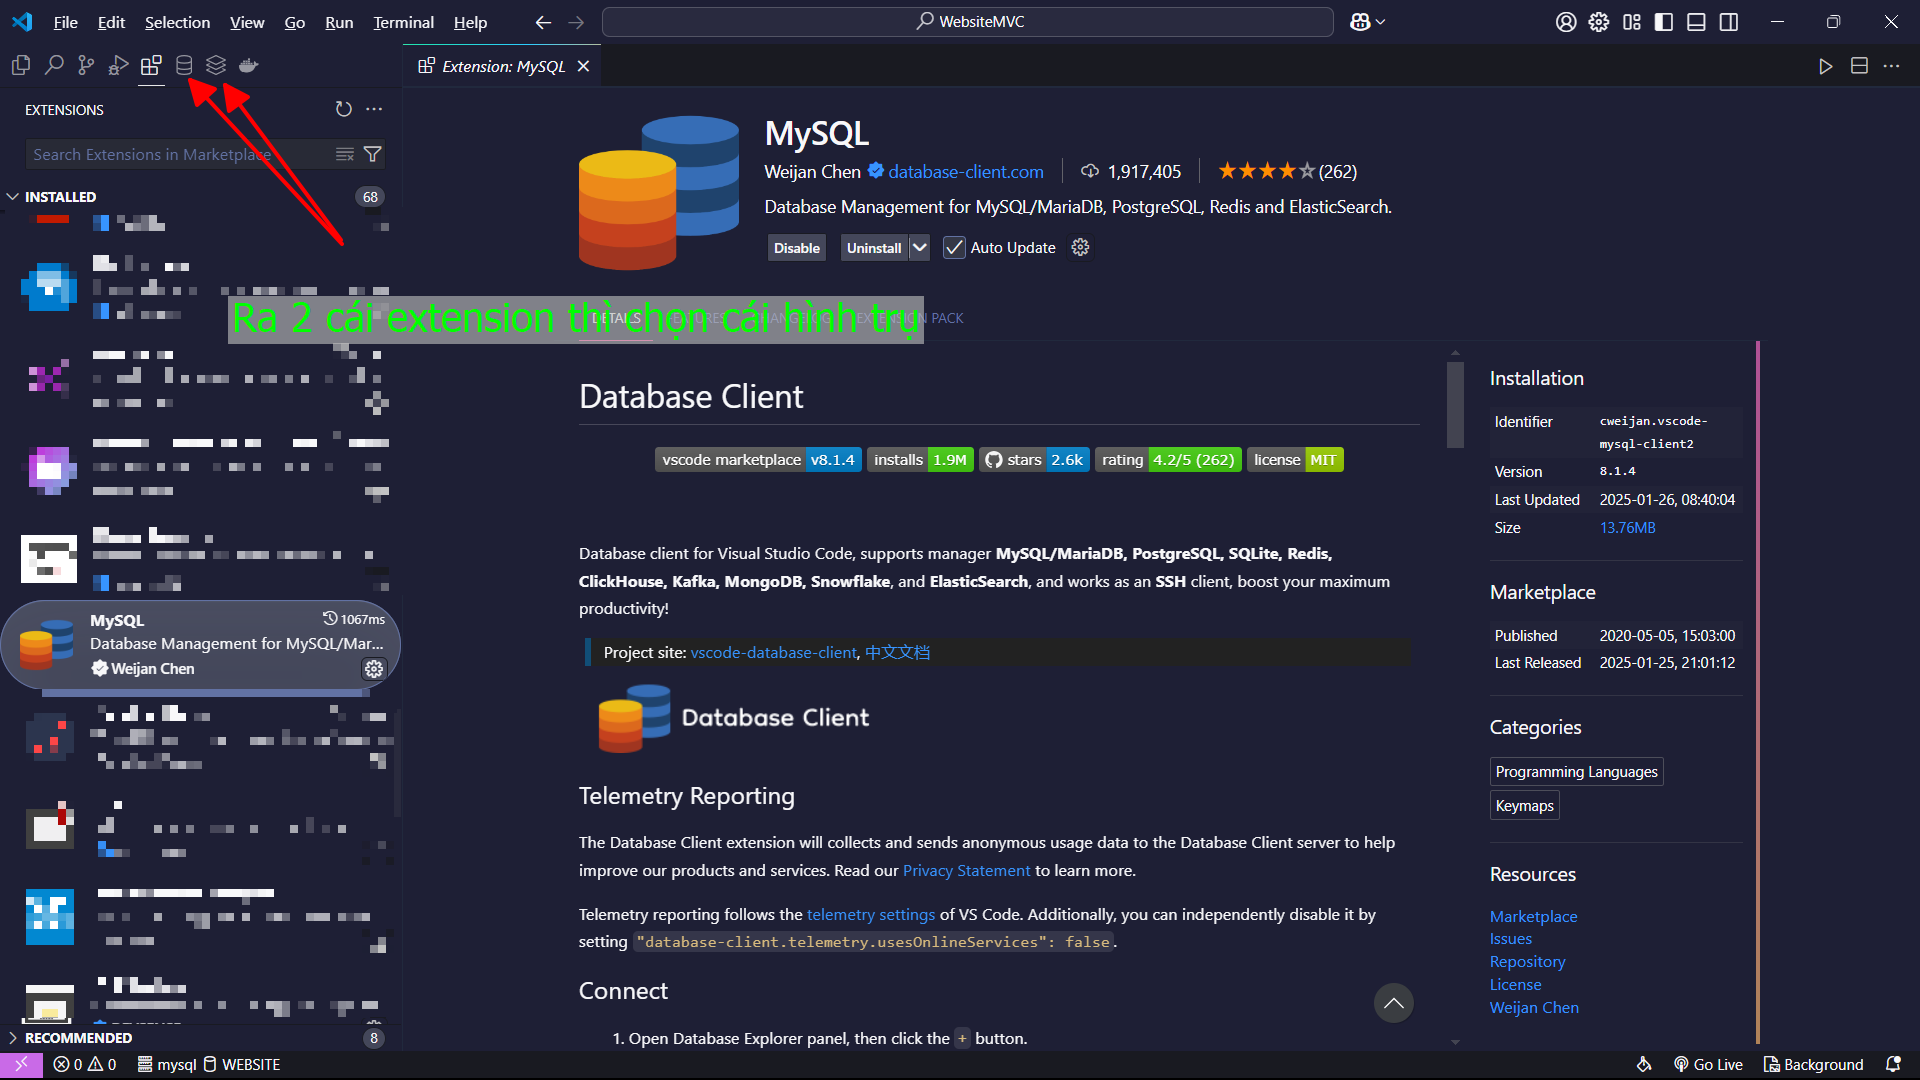 File Edit Selection View Go Run Terminal Help
WebsiteMVC
Extension: MySQL
EXTENSIONS
Search Extensions in Marketplace
INSTALLED 68
MySQL
Weijan Chen database-client.com 1,917,405 (262)
Database Management for MySQL/MariaDB, PostgreSQL, Redis and ElasticSearch.
Disable Uninstall Auto Update
Ra 2 cái extension thì chọn cái hình trụ
DETAILS FEATURES CHANGELOG EXTENSION PACK
MySQL 1067ms
Database Management for MySQL/Mar...
Weijan Chen
RECOMMENDED 8
Database Client
vscode marketplace v8.1.4 installs 1.9M stars 2.6k rating 4.2/5 (262) license MIT
Database client for Visual Studio Code, supports manager MySQL/MariaDB, PostgreSQL, SQLite, Redis,
ClickHouse, Kafka, MongoDB, Snowflake, and ElasticSearch, and works as an SSH client, boost your maximum
productivity!
Project site: vscode-database-client, 中文文档
Database Client
Telemetry Reporting
The Database Client extension will collects and sends anonymous usage data to the Database Client server to help
improve our products and services. Read our Privacy Statement to learn more.
Telemetry reporting follows the telemetry settings of VS Code. Additionally, you can independently disable it by
setting "database-client.telemetry.usesOnlineServices": false.
Connect
1. Open Database Explorer panel, then click the + button.
Installation
Identifier cweijan.vscode-
mysql-client2
Version 8.1.4
Last Updated 2025-01-26, 08:40:04
Size 13.76MB
Marketplace
Published 2020-05-05, 15:03:00
Last Released 2025-01-25, 21:01:12
Categories
Programming Languages
Keymaps
Resources
Marketplace
Issues
Repository
License
Weijan Chen
0 0 mysql WEBSITE Go Live Background